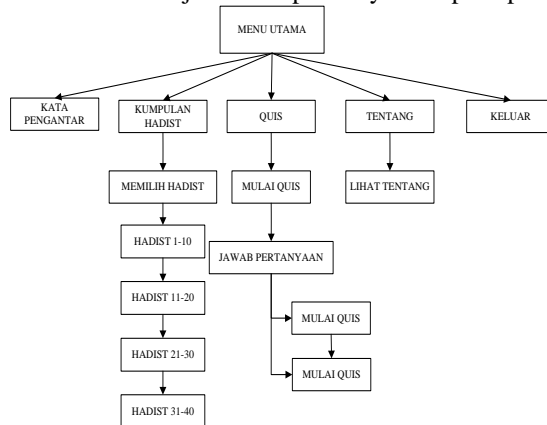 MENU UTAMA
KATA
PENGANTAR
KUMPULAN
HADIST
QUIS
TENTANG
KELUAR
MEMILIH HADIST
MULAI QUIS
LIHAT TENTANG
HADIST 1-10
JAWAB PERTANYAAN
HADIST 11-20
MULAI QUIS
HADIST 21-30
MULAI QUIS
HADIST 31-40